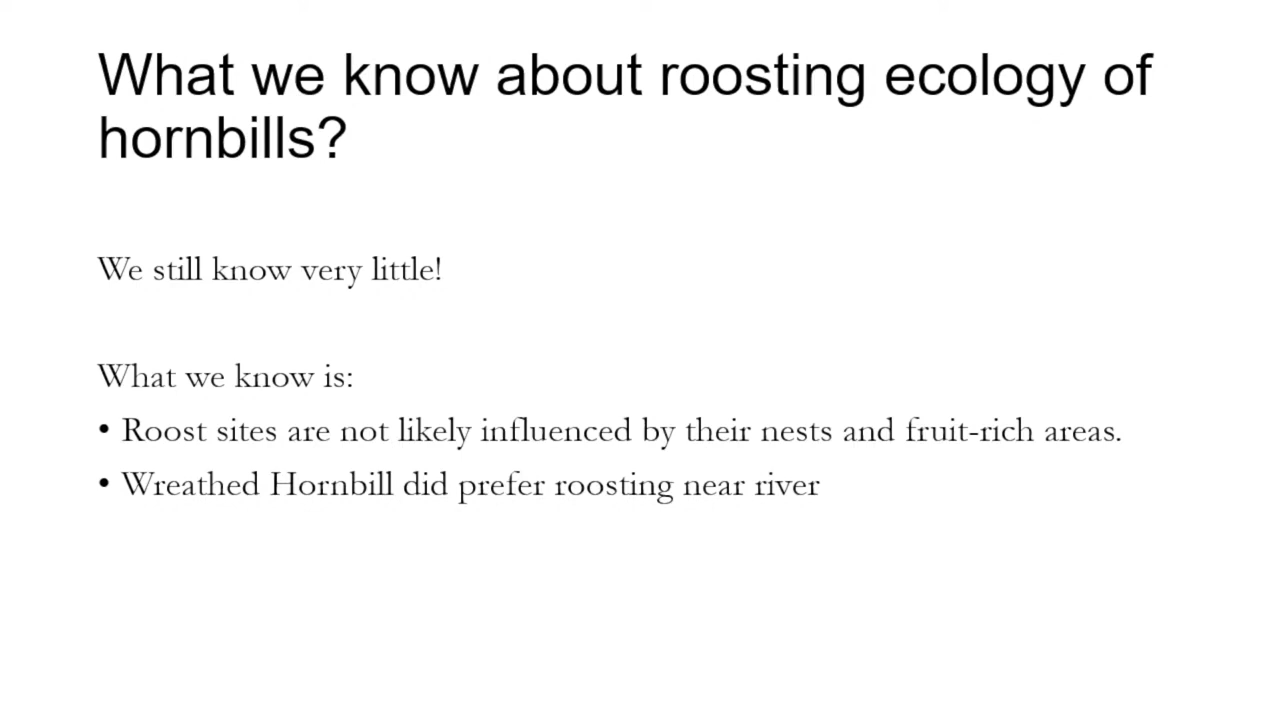 What we know about roosting ecology of
hornbills?
We still know very little!
What we know is:
• Roost sites are not likely influenced by their nests and fruit-rich areas.
• Wreathed Hornbill did prefer roosting near river